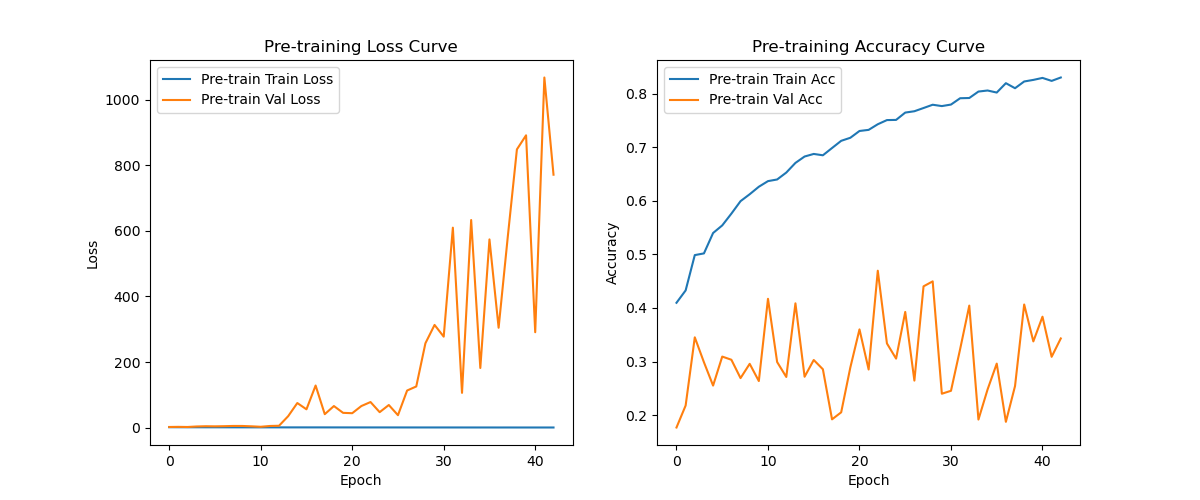 Pre-training Loss Curve
Pre-train Train Loss
Pre-train Val Loss
1000
800
600
400
200
0
Loss
0 10 20 30 40
Epoch
Pre-training Accuracy Curve
Pre-train Train Acc
Pre-train Val Acc
0.8
0.7
0.6
0.5
0.4
0.3
0.2
Accuracy
0 10 20 30 40
Epoch